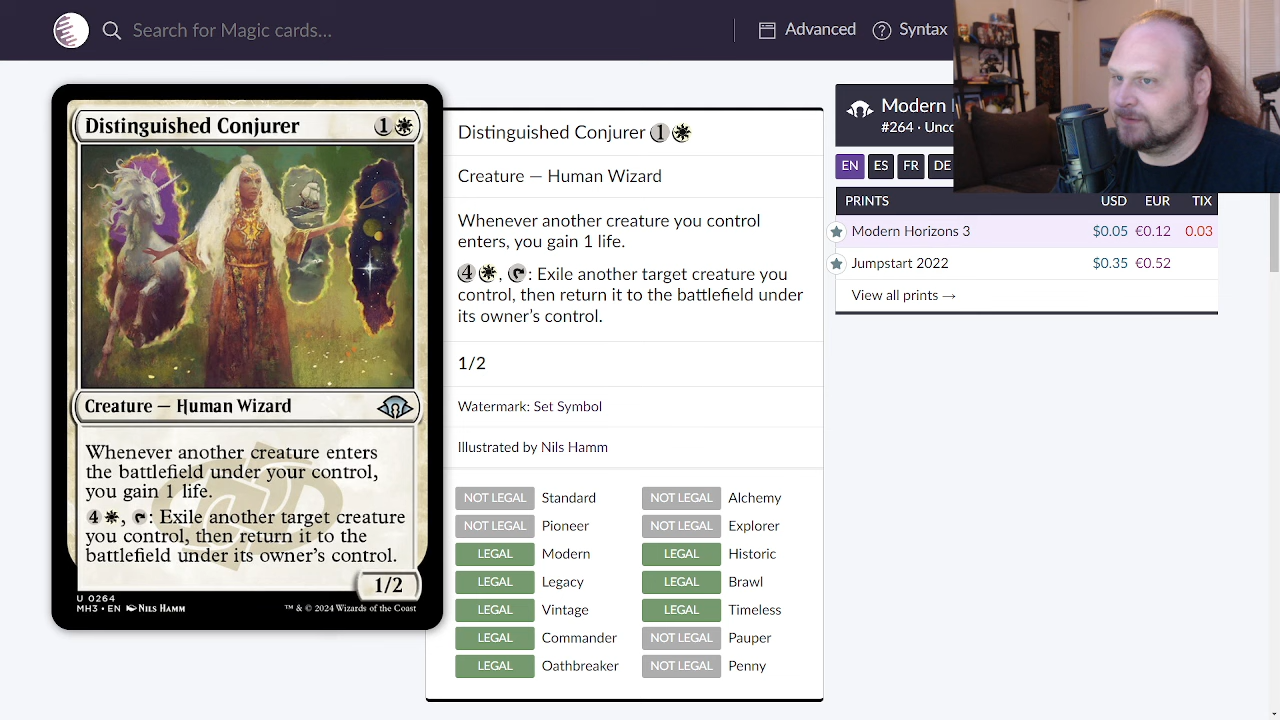 Search for Magic cards…
Advanced
Syntax
Distinguished Conjurer 1
Whenever another creature enters
the battlefield under your control,
you gain 1 life.
4, : Exile another target creature
you control, then return it to the
battlefield under its owner's control.
Creature — Human Wizard
1/2
U 0264
MH3 • EN Nils Hamm
™ & © 2024 Wizards of the Coast
Distinguished Conjurer 1
Creature — Human Wizard
Whenever another creature you control
enters, you gain 1 life.
4, : Exile another target creature you
control, then return it to the battlefield under
its owner's control.
1/2
Watermark: Set Symbol
Illustrated by Nils Hamm
NOT LEGAL Standard NOT LEGAL Alchemy
NOT LEGAL Pioneer NOT LEGAL Explorer
LEGAL Modern LEGAL Historic
LEGAL Legacy LEGAL Brawl
LEGAL Vintage LEGAL Timeless
LEGAL Commander NOT LEGAL Pauper
LEGAL Oathbreaker NOT LEGAL Penny
Modern
#264 · Unco
EN ES FR DE
PRINTS USD EUR TIX
Modern Horizons 3 $0.05 €0.12 0.03
Jumpstart 2022 $0.35 €0.52
View all prints →